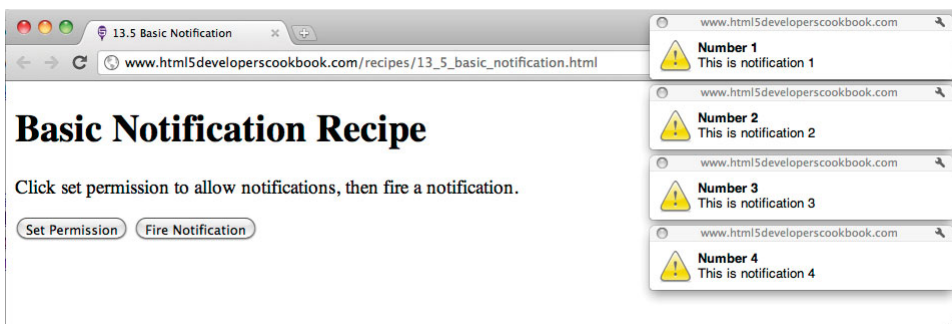 13.5 Basic Notification
www.html5developerscookbook.com/recipes/13_5_basic_notification.html
Basic Notification Recipe
Click set permission to allow notifications, then fire a notification.
Set Permission
Fire Notification
www.html5developerscookbook.com
Number 1
This is notification 1
www.html5developerscookbook.com
Number 2
This is notification 2
www.html5developerscookbook.com
Number 3
This is notification 3
www.html5developerscookbook.com
Number 4
This is notification 4